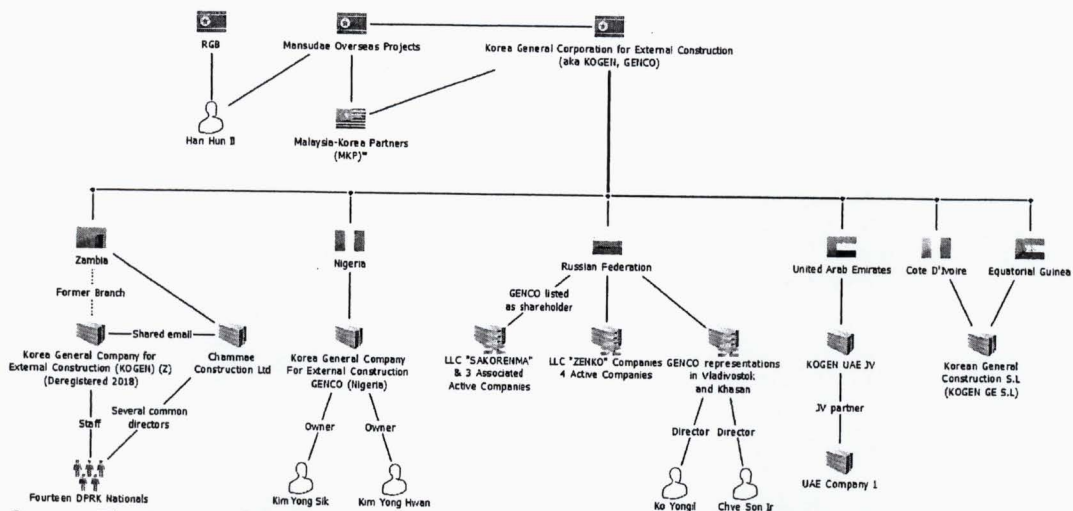 RGB
Mansudae Overseas Projects
Korea General Corporation for External Construction
(aka KOGEN, GENCO)
Han Hun Il
Malaysia-Korea Partners
(MKP)"
Zambia
Nigeria
Russian Federation
United Arab Emirates
Cote D'Ivoire
Equatorial Guinea
Former Branch
GENCO listed
as shareholder
Shared email
Korea General Company for
External Construction (KOGEN) (Z)
(Deregistered 2018)
Chammae
Construction Ltd
Korea General Company
For External Construction
GENCO (Nigeria)
LLC "SAKORENMA"
& 3 Associated
Active Companies
LLC "ZENKO" Companies
4 Active Companies
GENCO representations
in Vladivostok
and Khasan
KOGEN UAE JV
Korean General
Construction S.L
(KOGEN GE S.L)
Staff
Several common
directors
Owner
Owner
Director
Director
JV partner
Fourteen DPRK Nationals
Kim Yong Sik
Kim Yong Hwan
Ko Yongil
Chye Son Ir
UAE Company 1